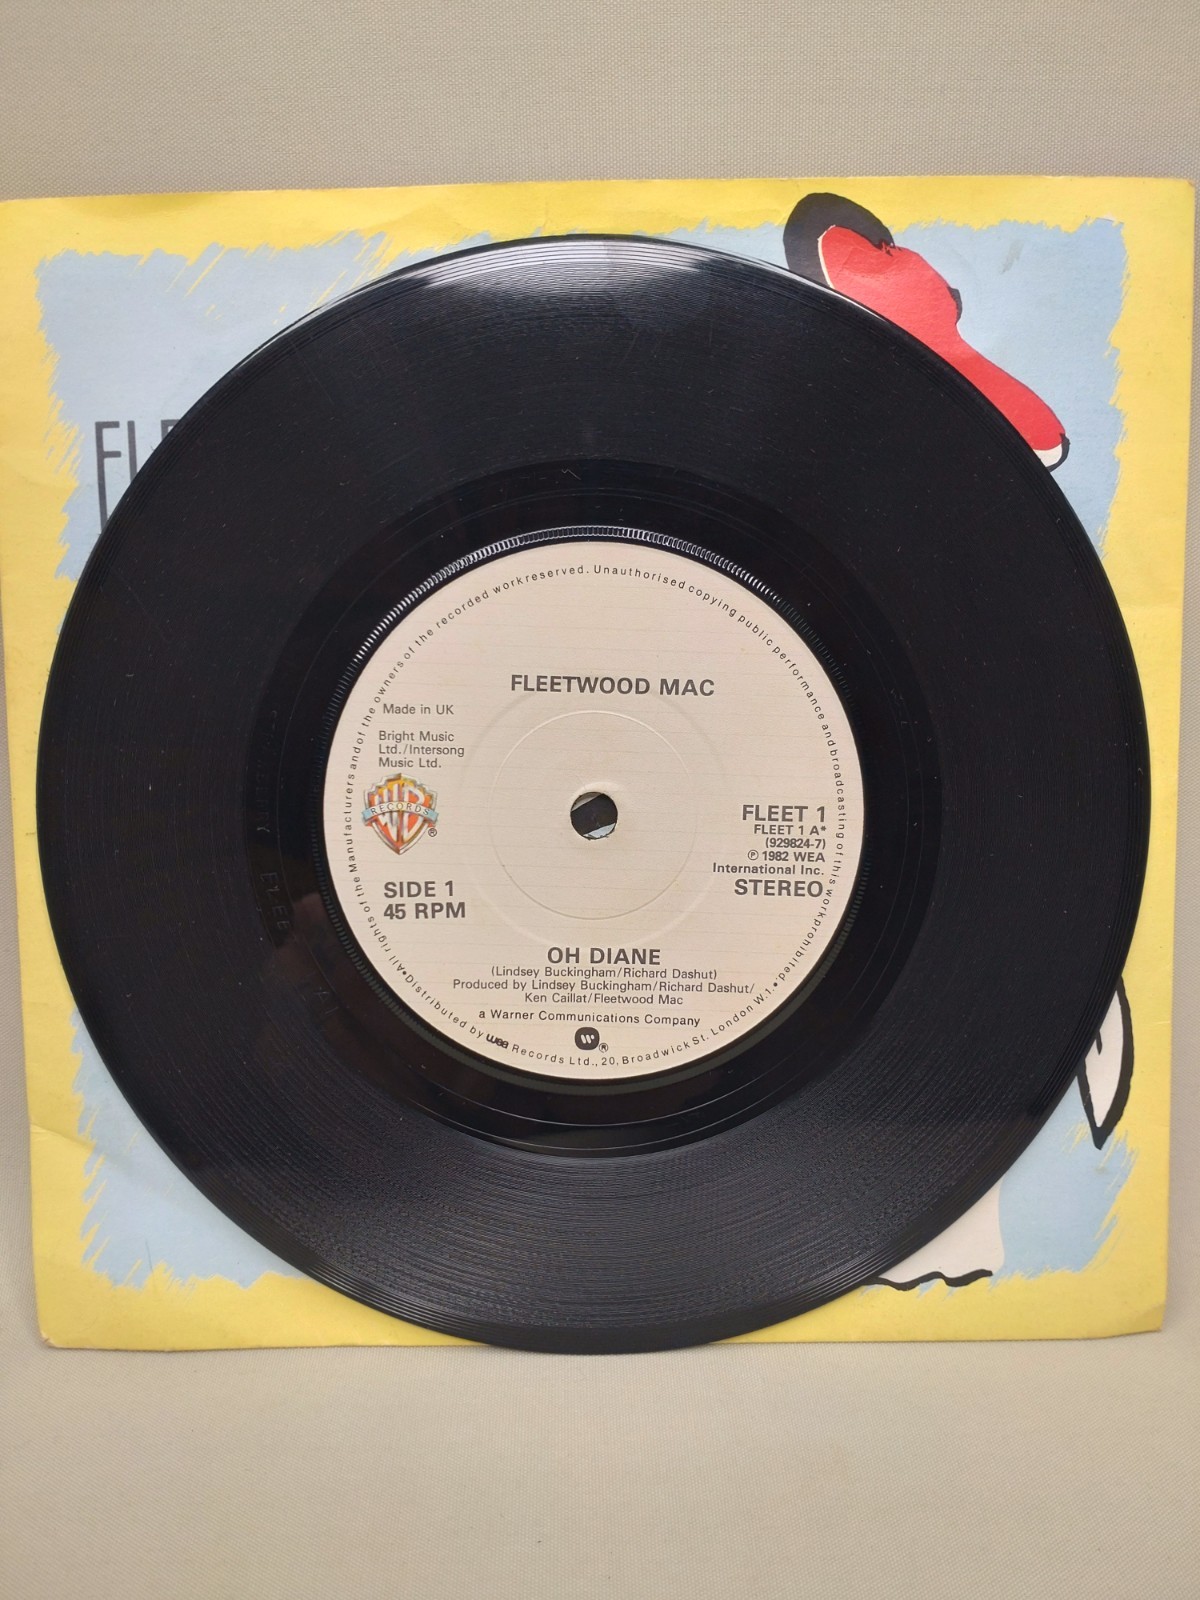 FL
All rights of the Manufacturers and of the owners of the recorded work reserved. Unauthorised copying public performance and broadcasting of this work prohibited.
FLEETWOOD MAC
Made in UK
Bright Music
Ltd./Intersong
Music Ltd.
WB
RECORDS
®
SIDE 1
45 RPM
FLEET 1
FLEET 1 A*
(929824-7)
℗ 1982 WEA
International Inc.
STEREO
OH DIANE
(Lindsey Buckingham/Richard Dashut)
Produced by Lindsey Buckingham/Richard Dashut/
Ken Caillat/Fleetwood Mac
a Warner Communications Company
W®
•Distributed by wea Records Ltd., 20, Broadwick St. London W.1.•